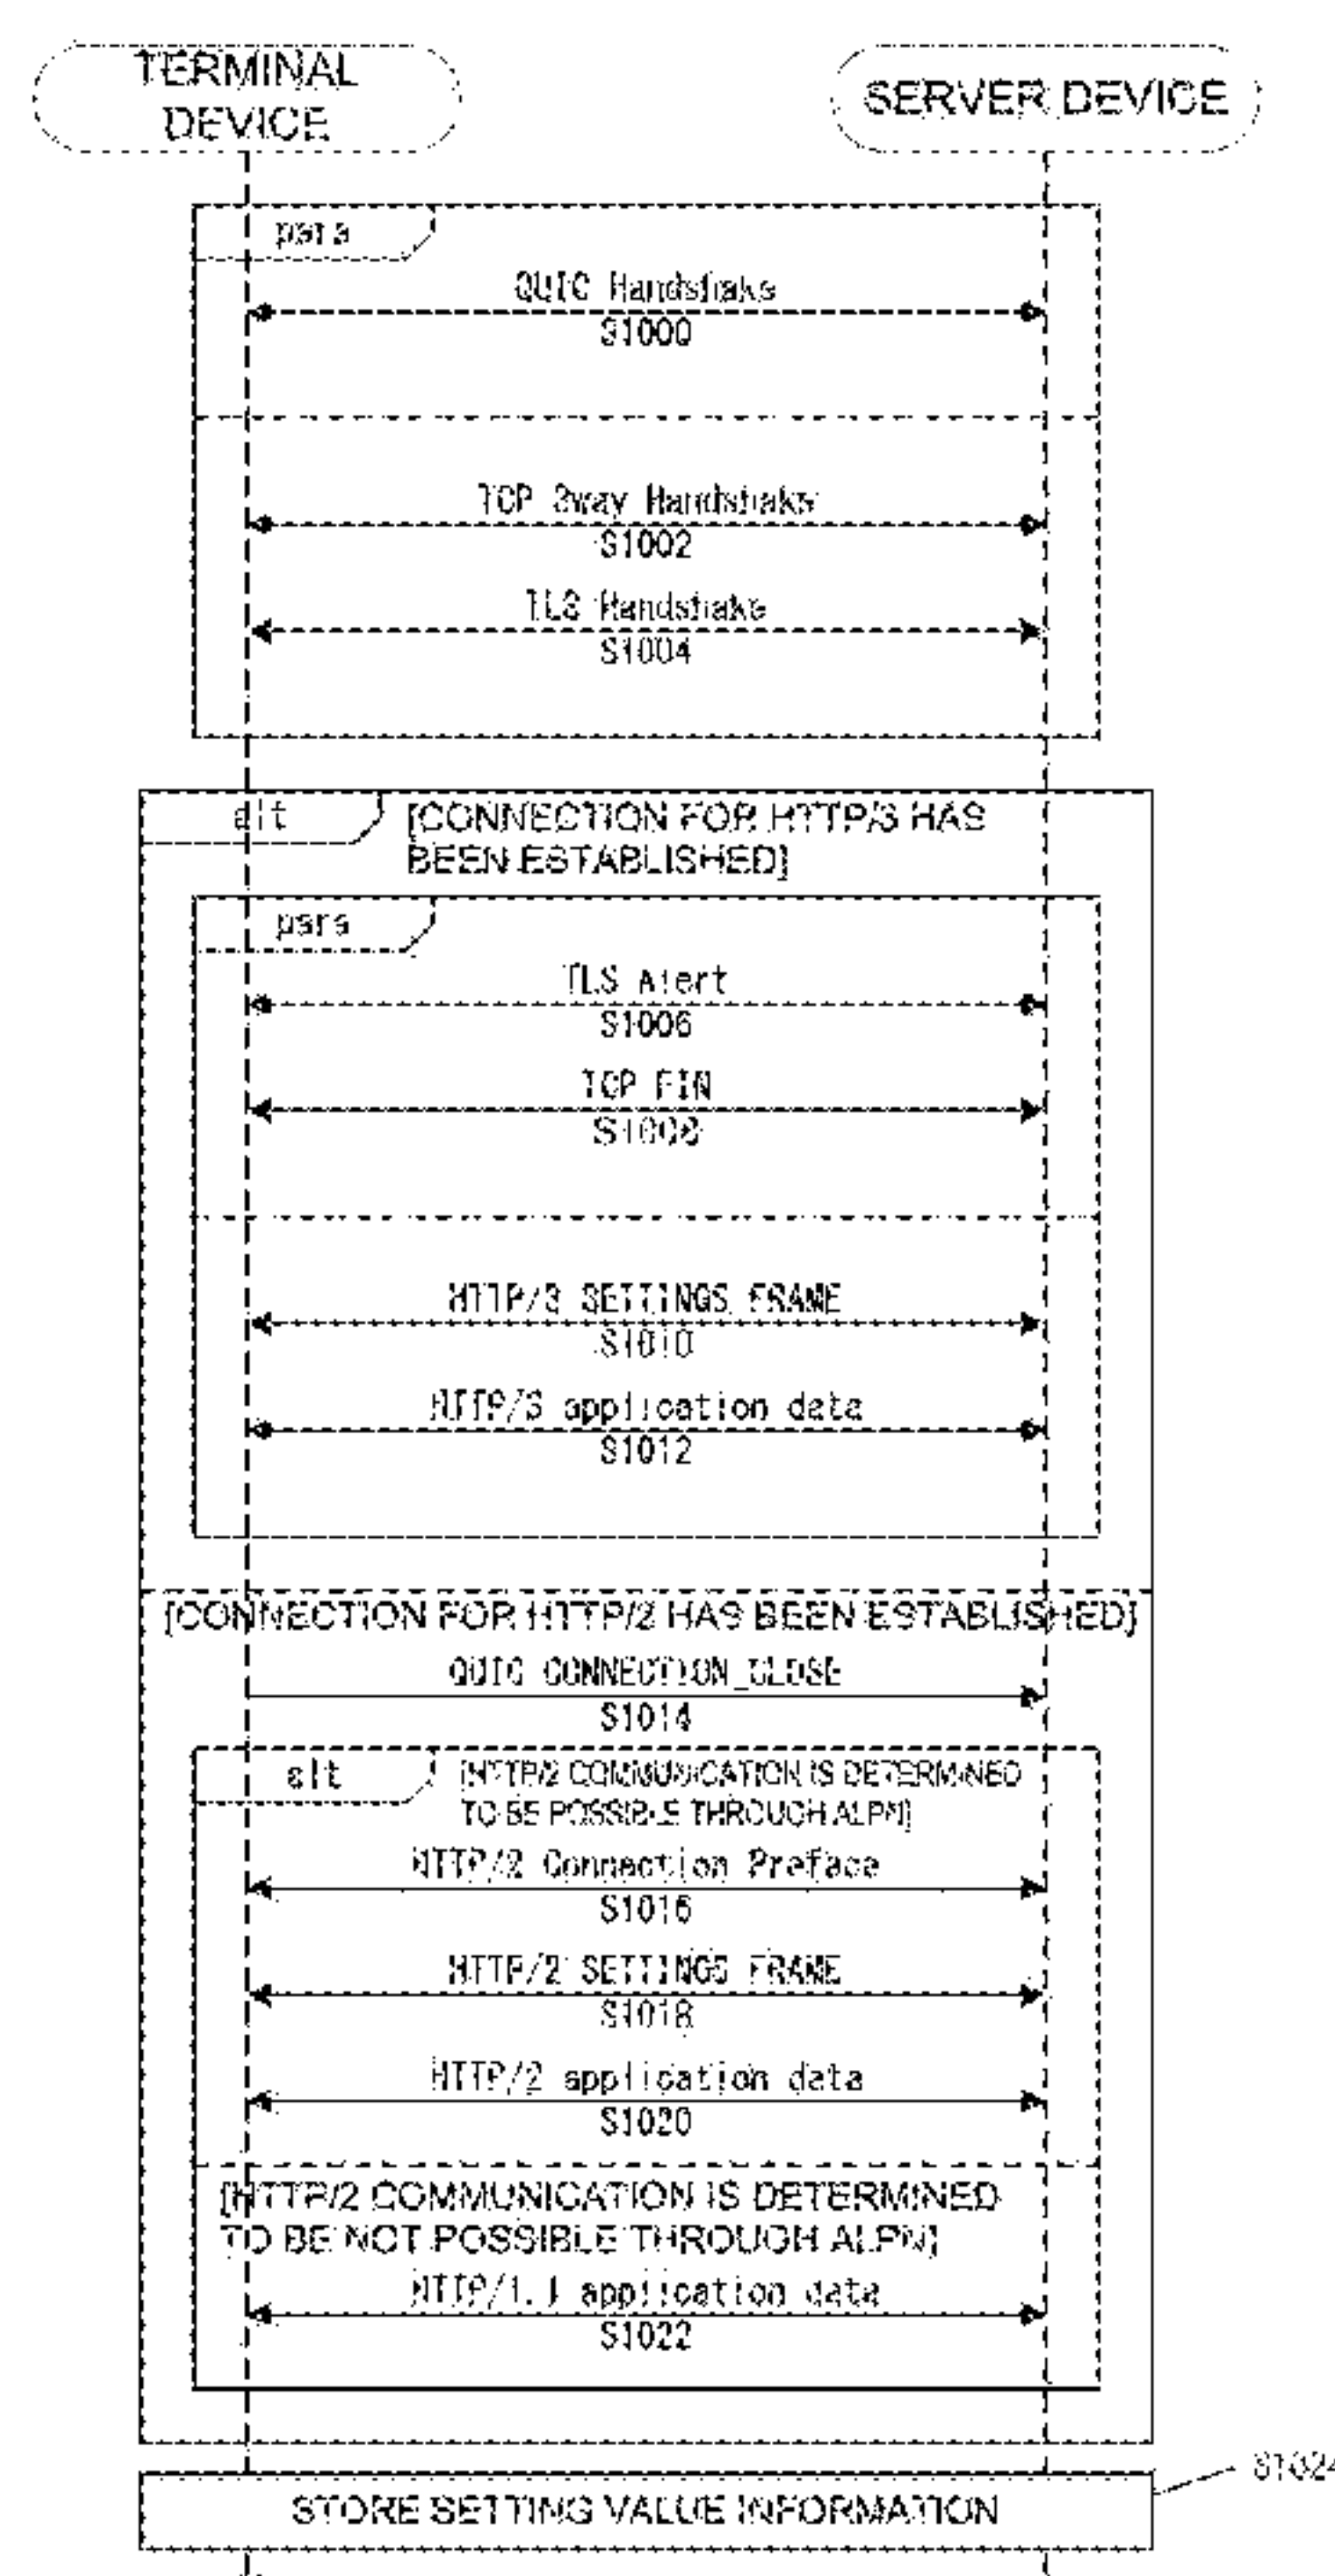 TERMINAL
DEVICE
SERVER DEVICE
para
QUIC Handshake
S1000
TCP 3way Handshake
S1002
TLS Handshake
S1004
alt
[CONNECTION FOR HTTP/3 HAS
BEEN ESTABLISHED]
para
TLS Alert
S1006
TCP FIN
S1008
HTTP/3 SETTINGS FRAME
S1010
HTTP/3 application data
S1012
[CONNECTION FOR HTTP/2 HAS BEEN ESTABLISHED]
QUIC CONNECTION_CLOSE
S1014
alt
[HTTP/2 COMMUNICATION IS DETERMINED
TO BE POSSIBLE THROUGH ALPN]
HTTP/2 Connection Preface
S1016
HTTP/2 SETTINGS FRAME
S1018
HTTP/2 application data
S1020
[HTTP/2 COMMUNICATION IS DETERMINED
TO BE NOT POSSIBLE THROUGH ALPN]
HTTP/1.1 application data
S1022
S1024
STORE SETTING VALUE INFORMATION